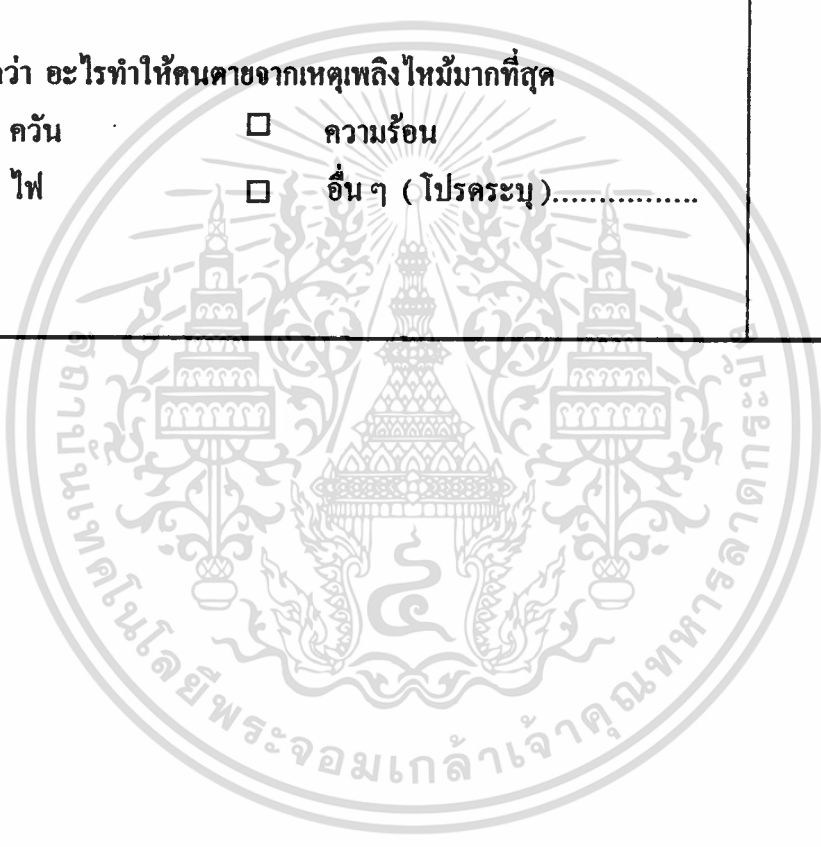 ว่า อะไรทำให้คนตายจากเหตุเพลิงไหม้มากที่สุด
ควัน □ ความร้อน
ไฟ □ อื่น ๆ ( โปรดระบุ )................
สถาบันเทคโนโลยีพระจอมเกล้าเจ้าคุณทหารลาดกระบัง